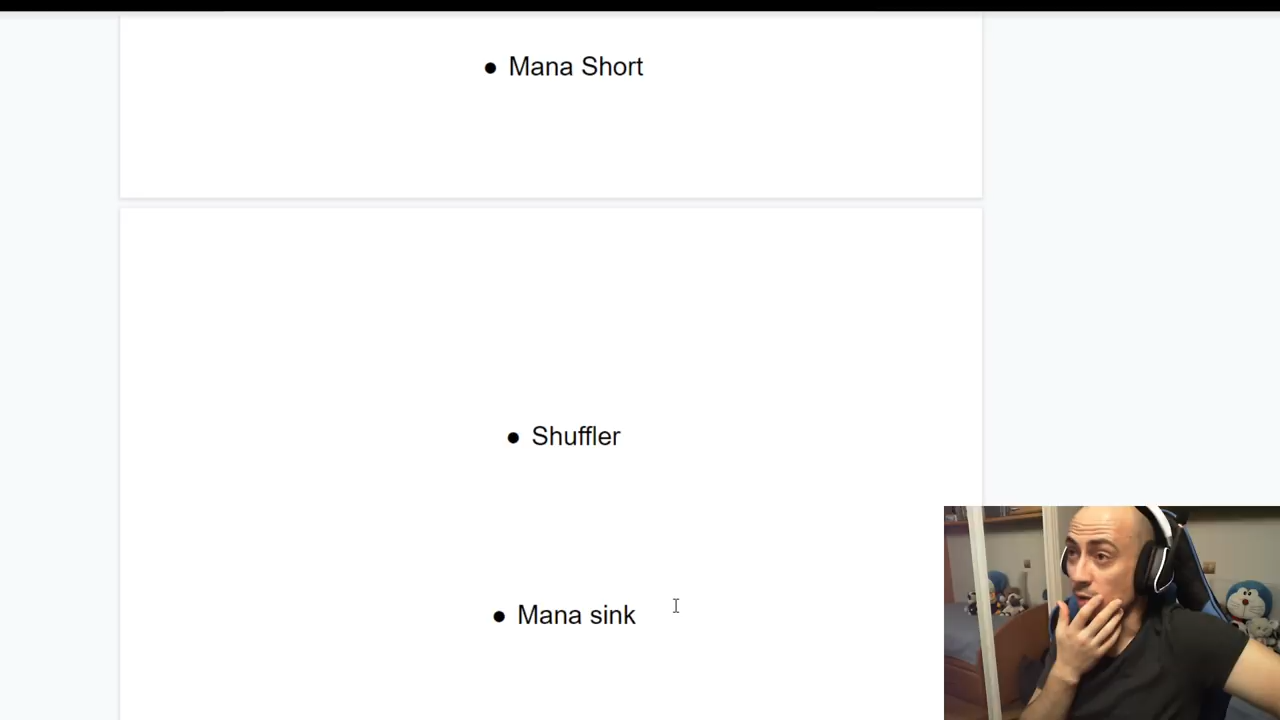 ● Mana Short
● Shuffler
● Mana sink